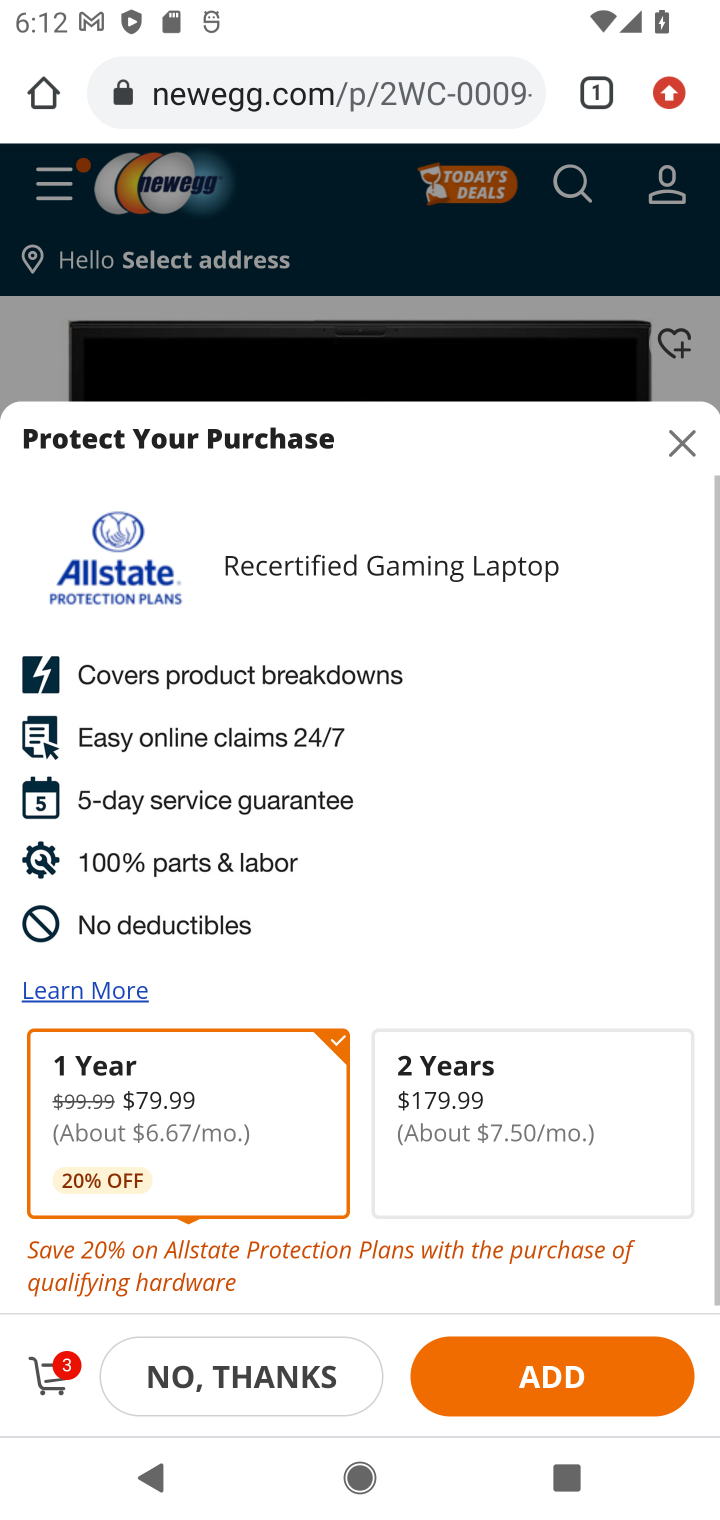 6:12
newegg.com/p/2WC-0009-
1
newegg
TODAY'S
DEALS
Hello Select address
Protect Your Purchase
Allstate.
PROTECTION PLANS
Recertified Gaming Laptop
Covers product breakdowns
Easy online claims 24/7
5
5-day service guarantee
100% parts & labor
No deductibles
Learn More
1 Year
$99.99 $79.99
(About $6.67/mo.)
20% OFF
2 Years
$179.99
(About $7.50/mo.)
Save 20% on Allstate Protection Plans with the purchase of
qualifying hardware
3
NO, THANKS
ADD